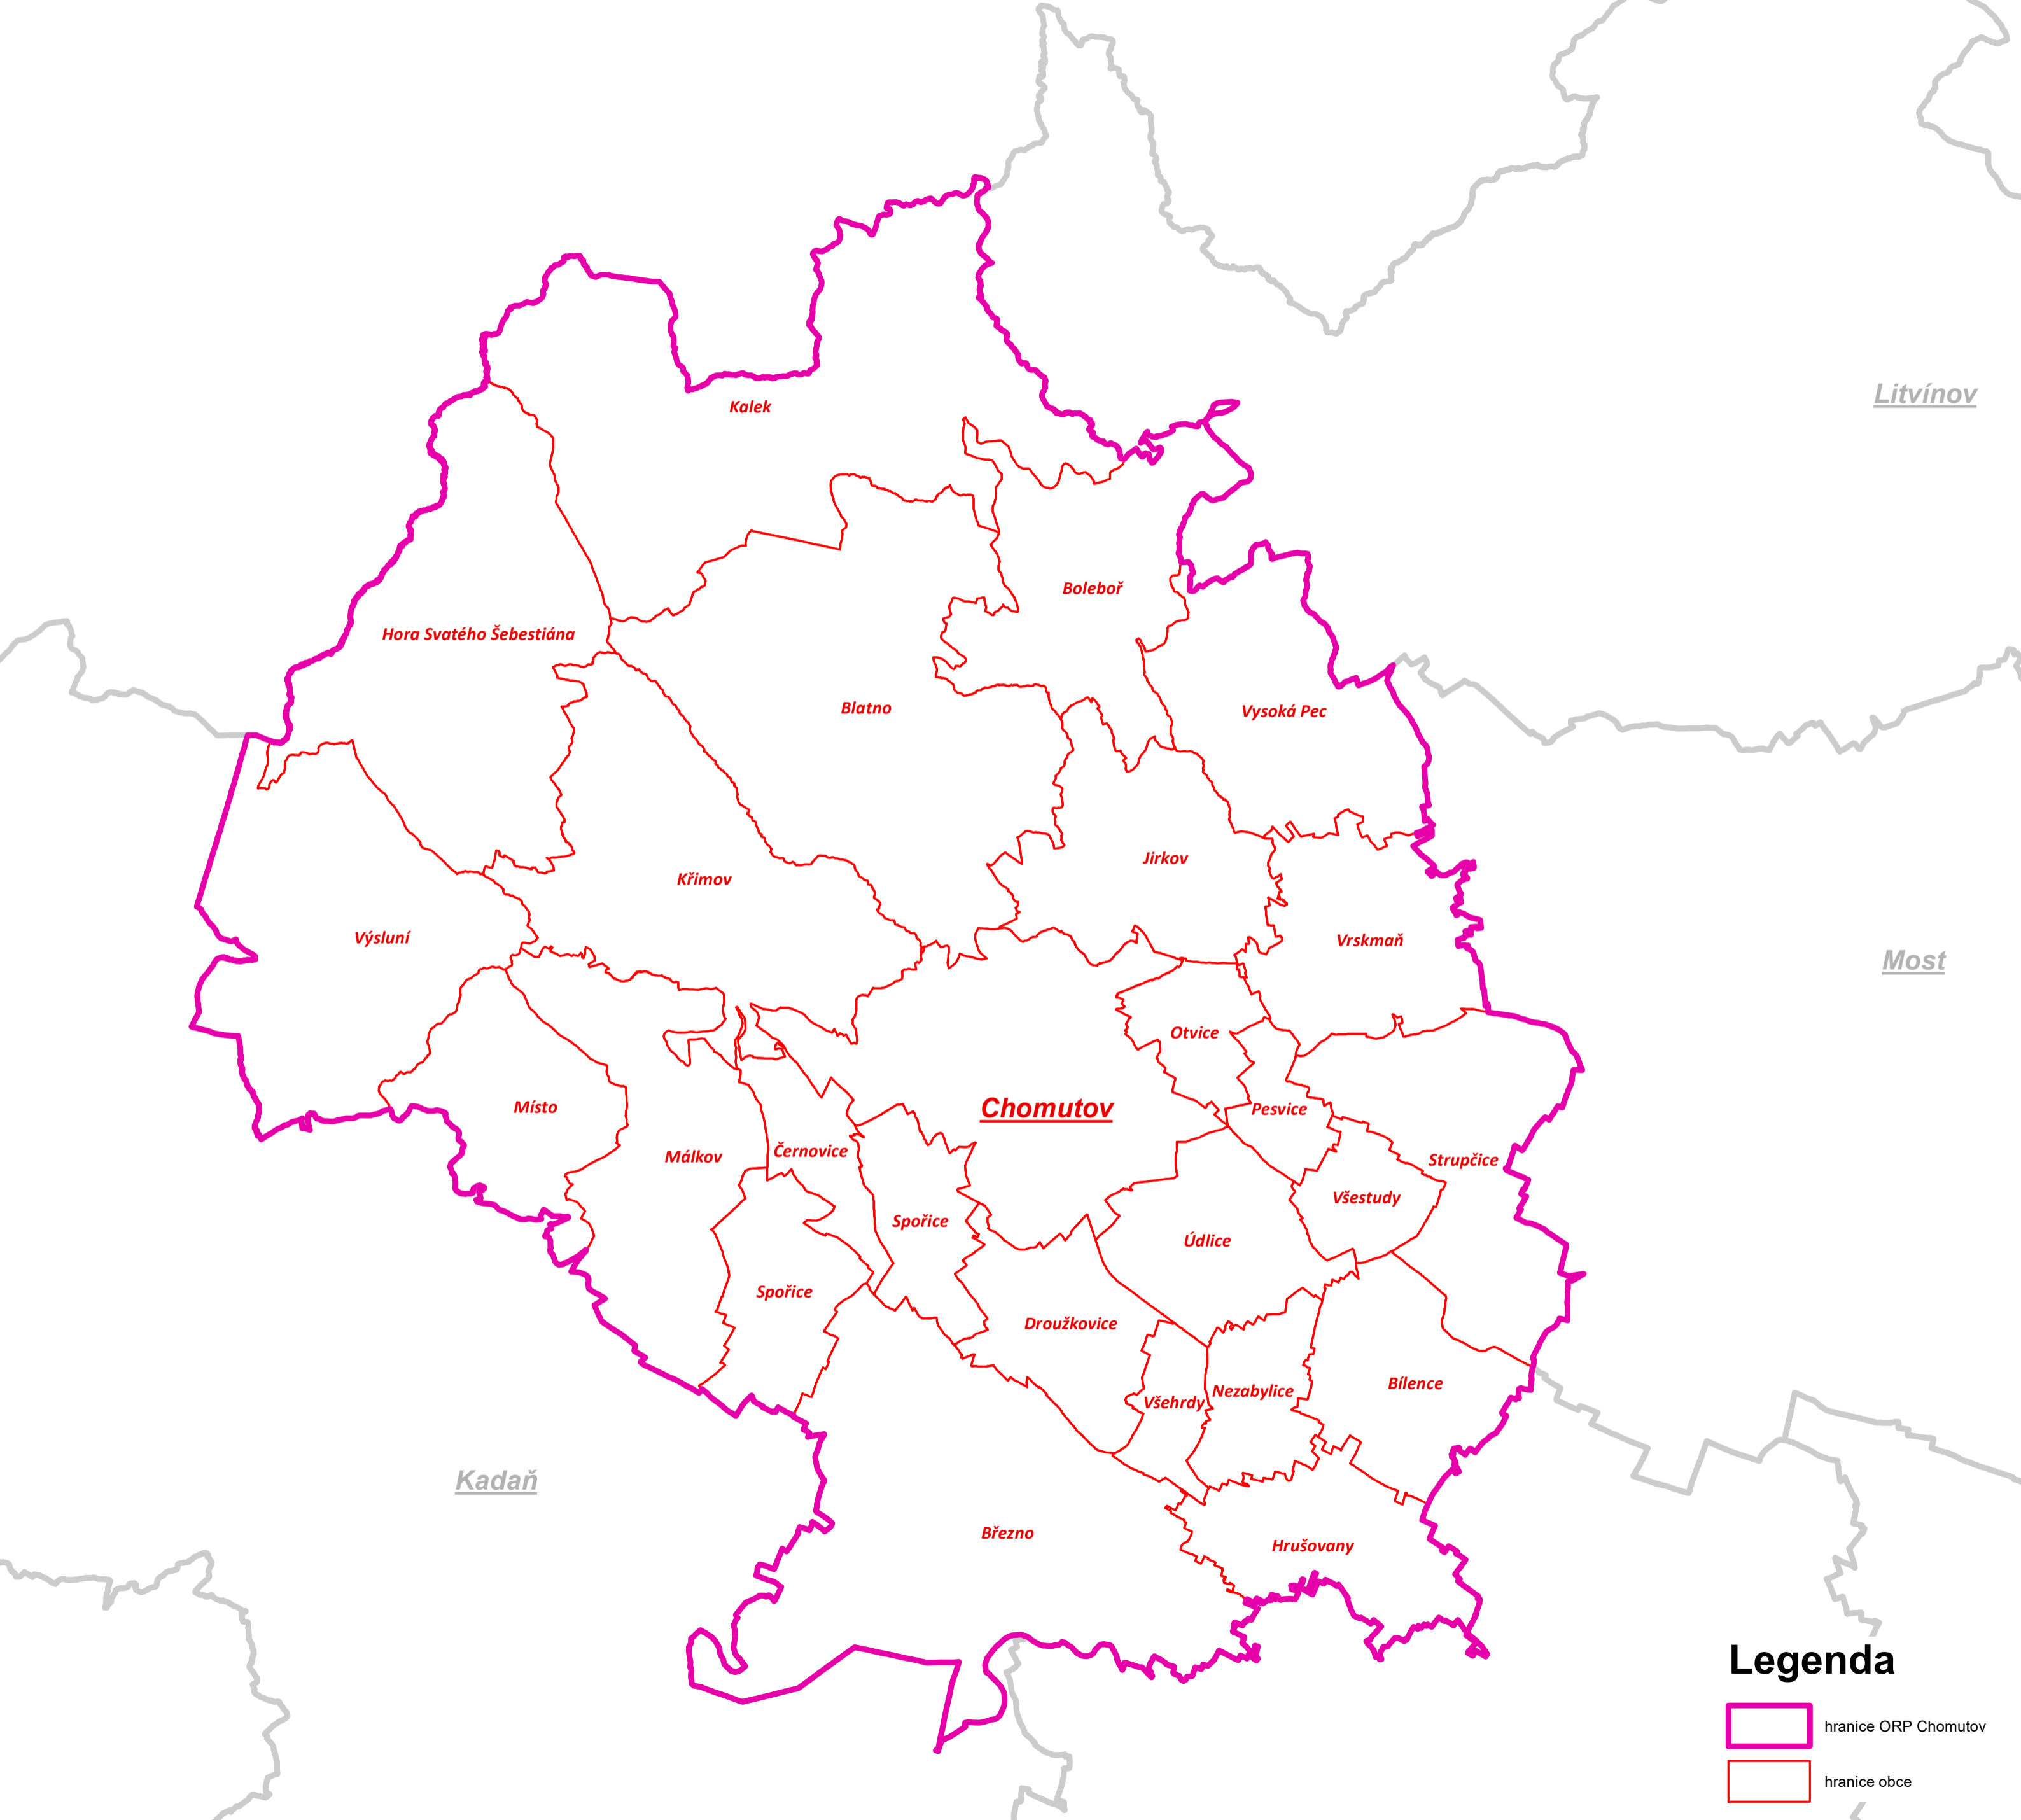 Litvínov
Kalek
Boleboř
Hora Svatého Šebestiána
Blatno
Vysoká Pec
Jirkov
Křimov
Výsluní
Vrskmaň
Most
Otvice
Místo
Chomutov
Pesvice
Málkov
Černovice
Strupčice
Všestudy
Spořice
Údlice
Spořice
Droužkovice
Všehrdy
Nezabylice
Bílence
Kadaň
Březno
Hrušovany
Legenda
hranice ORP Chomutov
hranice obce